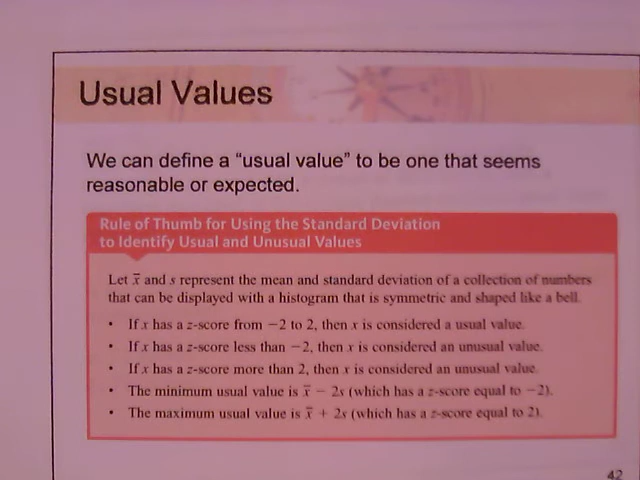 Usual Values
We can define a “usual value” to be one that seems
reasonable or expected.
Rule of Thumb for Using the Standard Deviation
to Identify Usual and Unusual Values
Let x̅ and s represent the mean and standard deviation of a collection of numbers
that can be displayed with a histogram that is symmetric and shaped like a bell.
• If x has a z-score from −2 to 2, then x is considered a usual value.
• If x has a z-score less than −2, then x is considered an unusual value.
• If x has a z-score more than 2, then x is considered an unusual value.
• The minimum usual value is x̅ − 2s (which has a z-score equal to −2).
• The maximum usual value is x̅ + 2s (which has a z-score equal to 2).
42